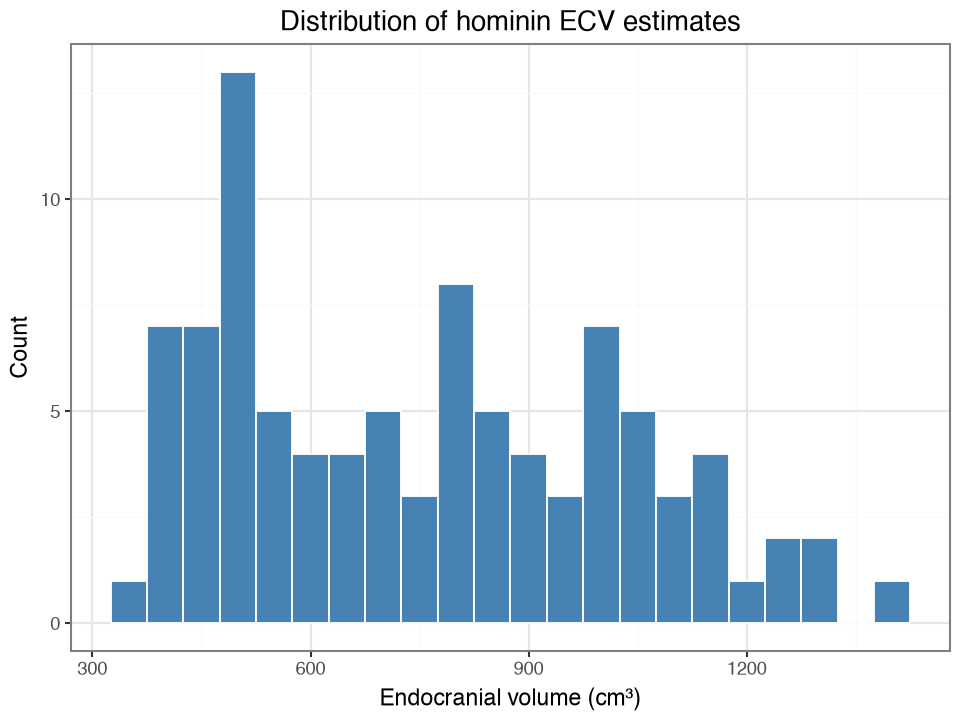 Distribution of hominin ECV estimates
Count
10
5
0
300 600 900 1200
Endocranial volume (cm³)